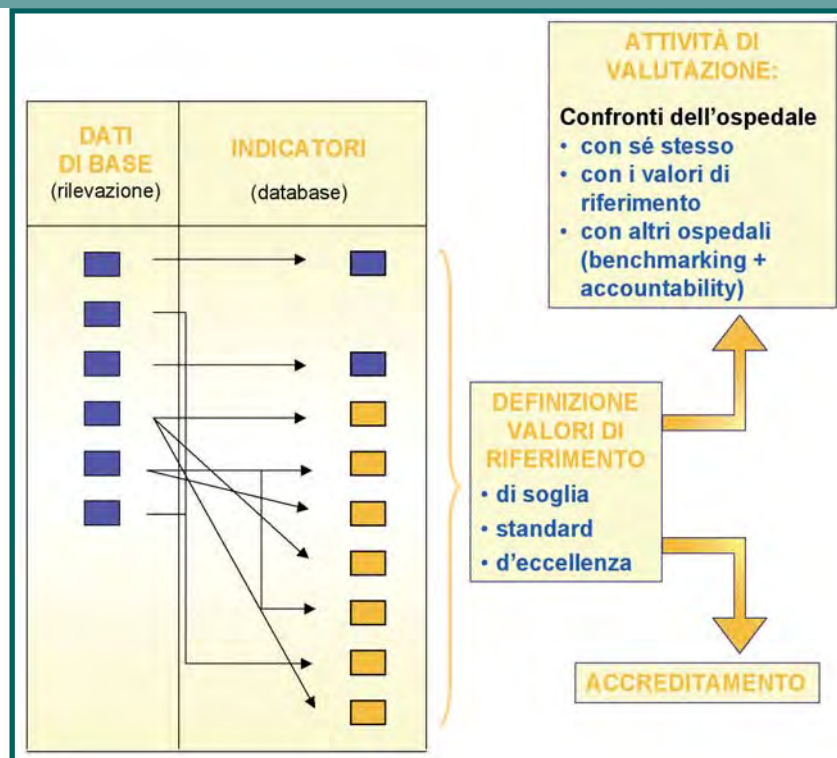 DATI
DI BASE
(rilevazione)
INDICATORI
(database)
ATTIVITÀ DI
VALUTAZIONE:
Confronti dell'ospedale
• con sé stesso
• con i valori di
riferimento
• con altri ospedali
(benchmarking +
accountability)
DEFINIZIONE
VALORI DI
RIFERIMENTO
• di soglia
• standard
• d'eccellenza
ACCREDITAMENTO